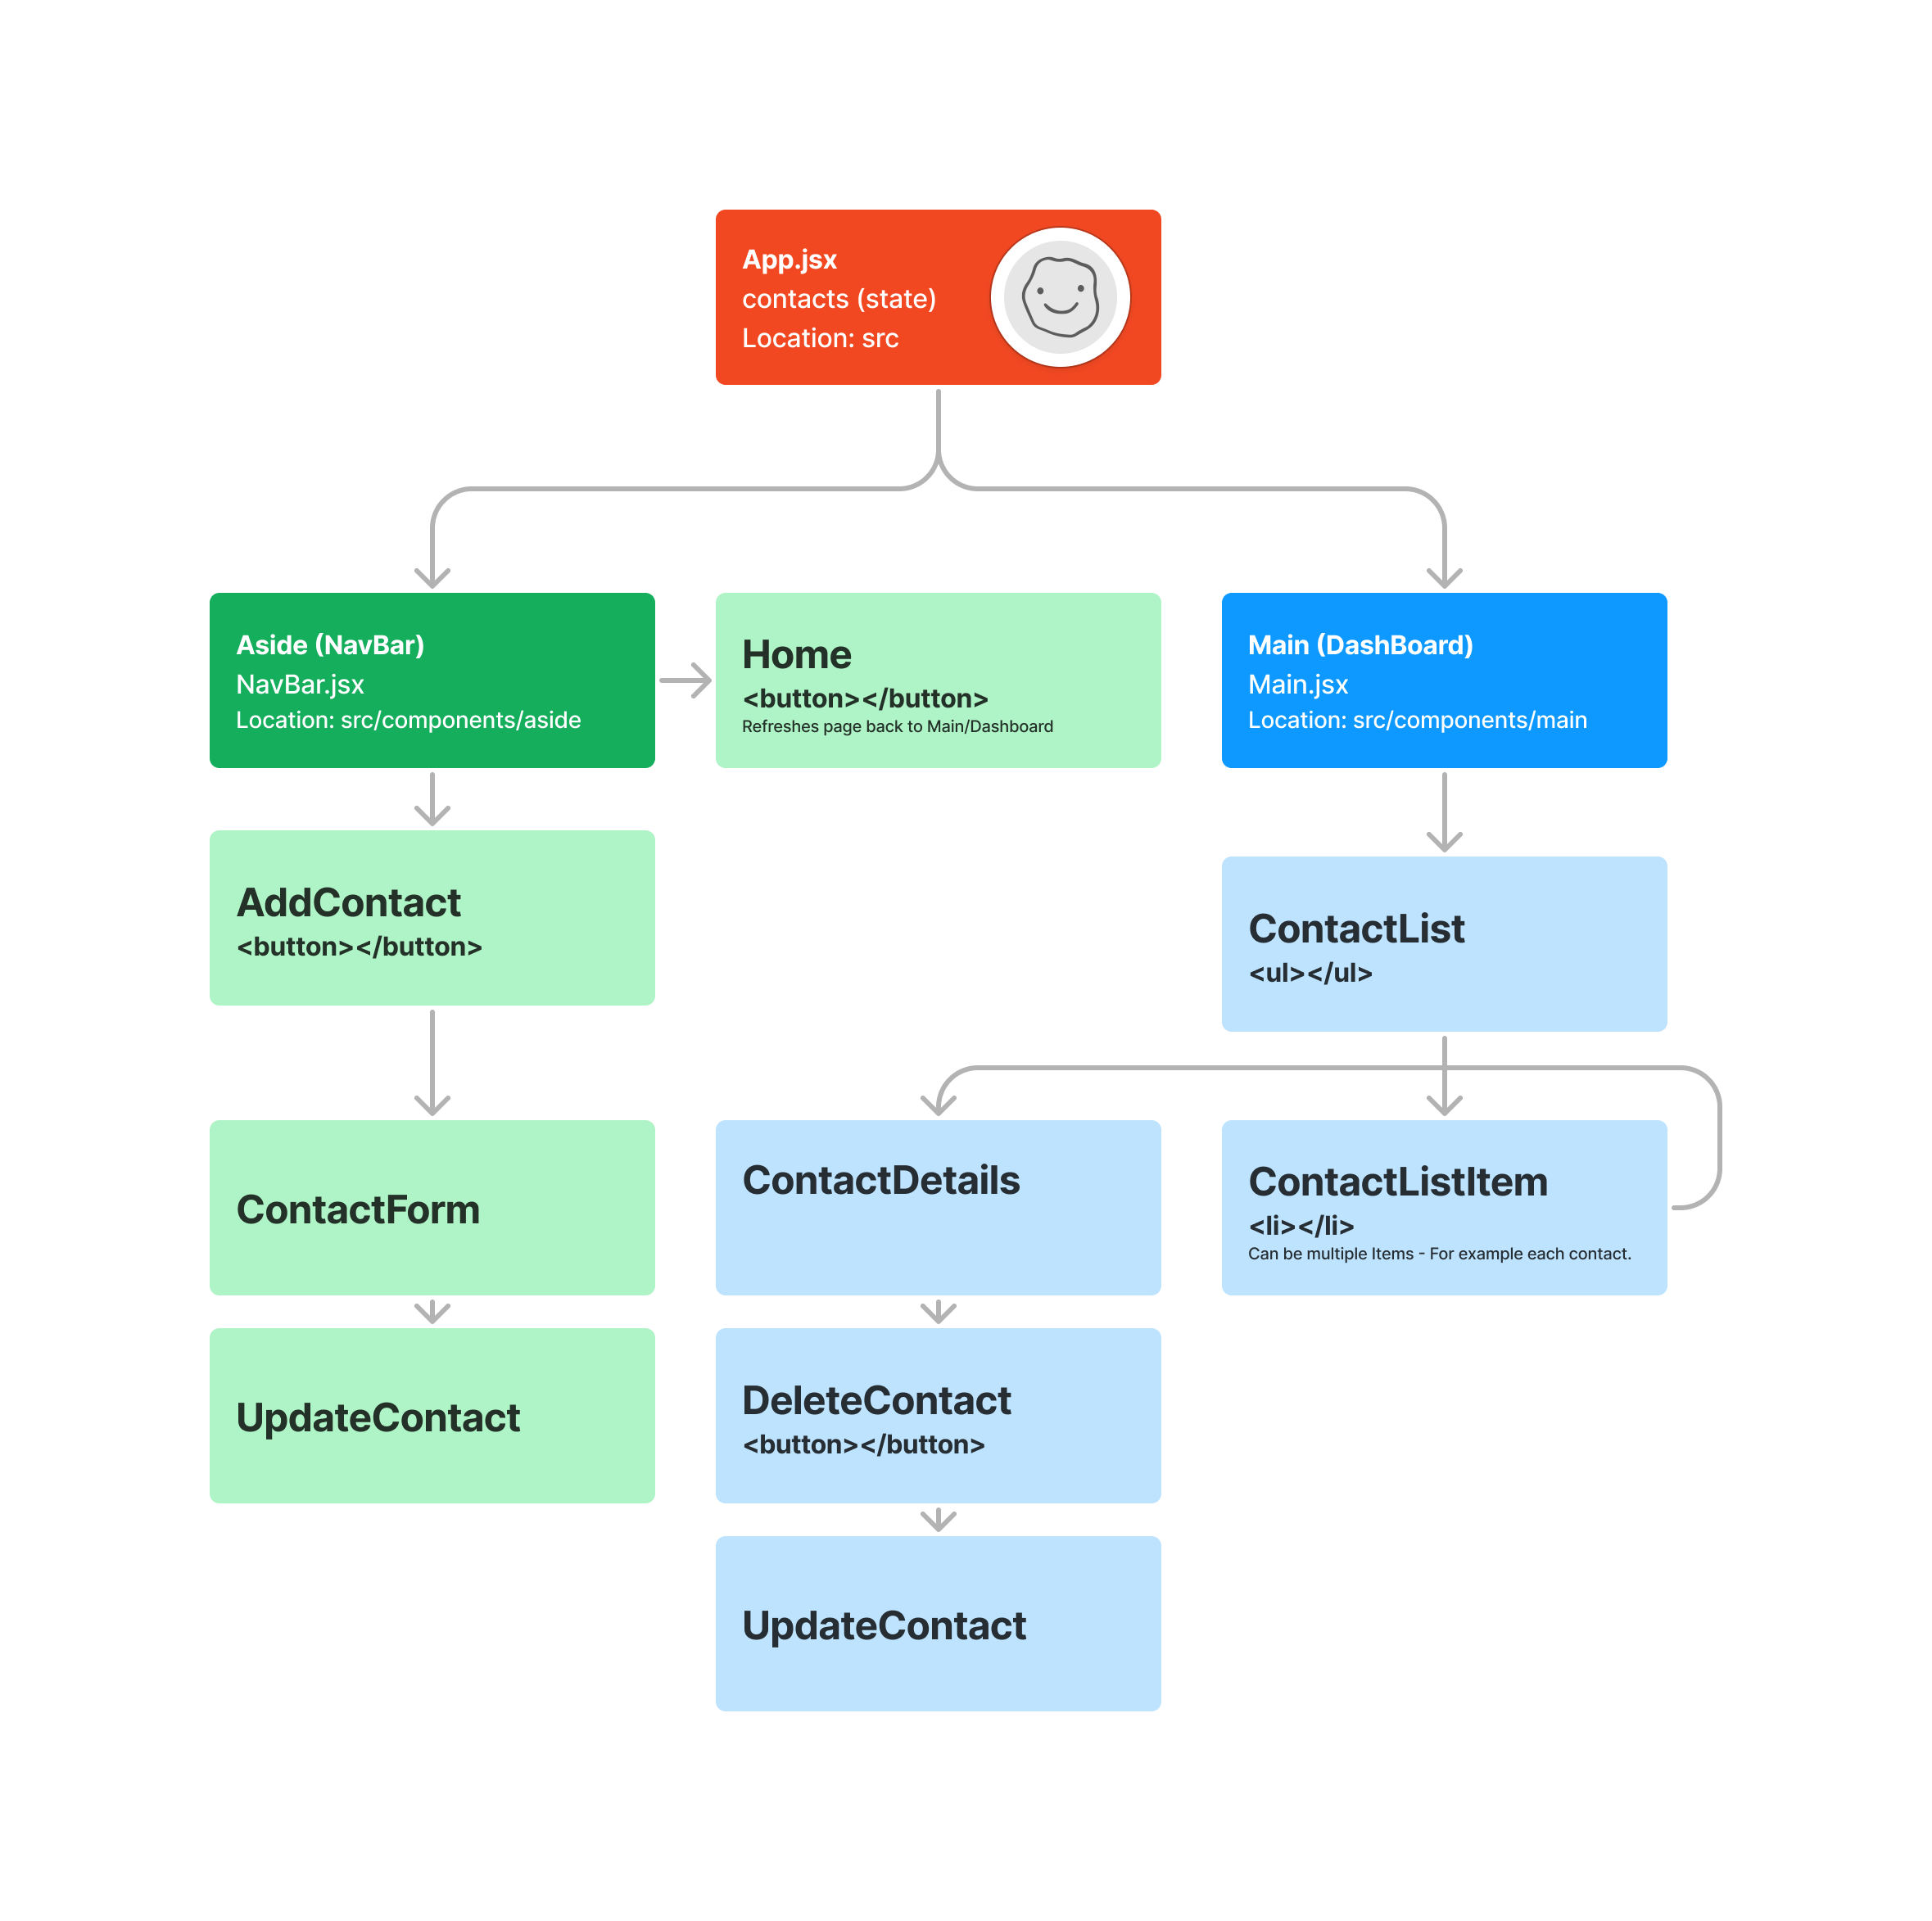 App.jsx
contacts (state)
Location: src
Aside (NavBar)
NavBar.jsx
Location: src/components/aside
Home
<button></button>
Refreshes page back to Main/Dashboard
Main (DashBoard)
Main.jsx
Location: src/components/main
AddContact
<button></button>
ContactList
<ul></ul>
ContactForm
ContactDetails
ContactListItem
<li></li>
Can be multiple Items - For example each contact.
UpdateContact
DeleteContact
<button></button>
UpdateContact